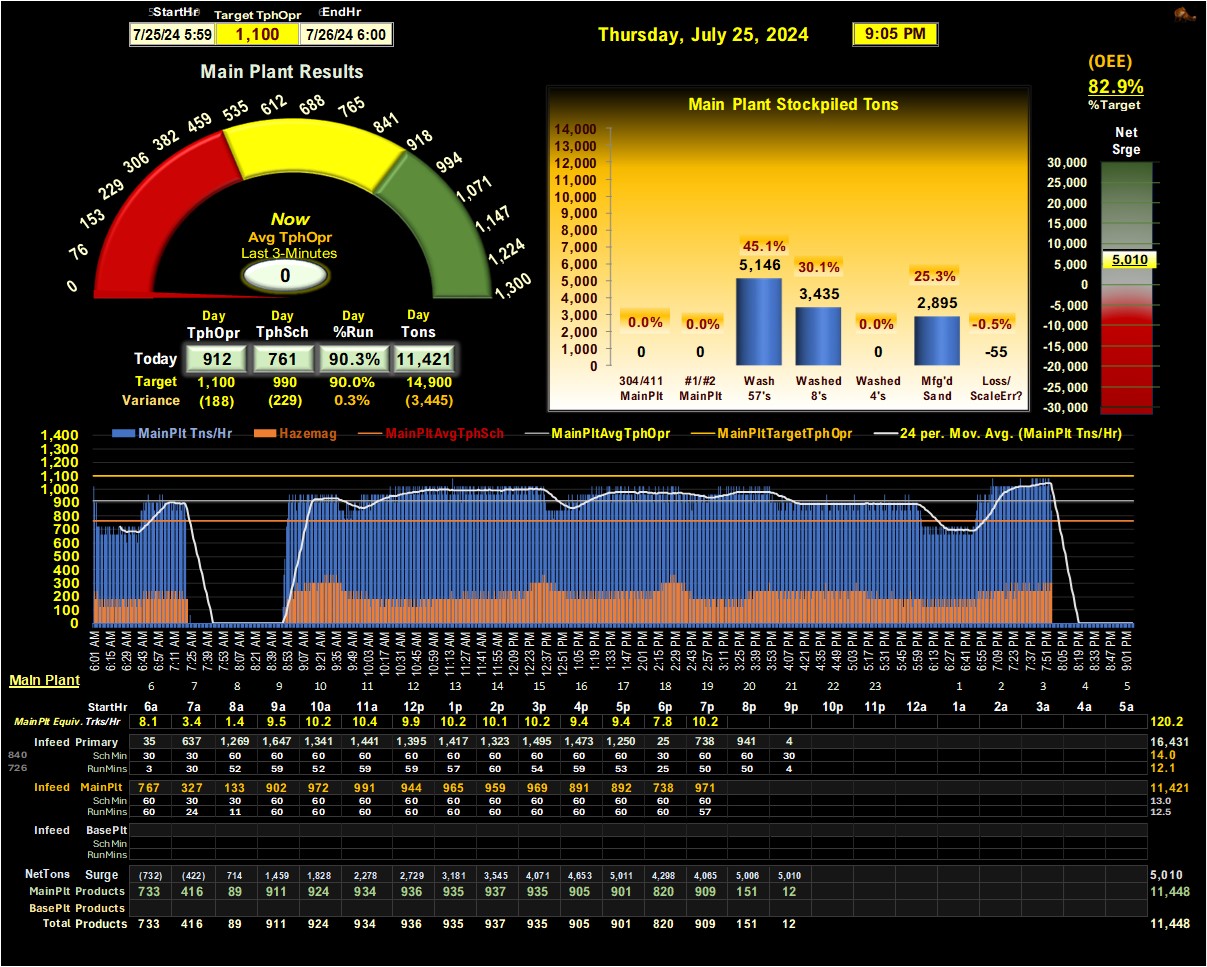 StartHr Target TphOpr EndHr
7/25/24 5:59 1,100 7/26/24 6:00
Thursday, July 25, 2024 9:05 PM
(OEE)
82.9%
%Target
Main Plant Results
0 76 153 229 306 382 459 535 612 688 765 841 918 994 1,071 1,147 1,224 1,300
Now
Avg TphOpr
Last 3-Minutes
0
Day Day Day Day
TphOpr TphSch %Run Tons
Today 912 761 90.3% 11,421
Target 1,100 990 90.0% 14,900
Variance (188) (229) 0.3% (3,445)
Main Plant Stockpiled Tons
14,000
13,000
12,000
11,000
10,000
9,000
8,000
7,000
6,000
5,000
4,000
3,000
2,000
1,000
0
0.0% 0.0% 45.1% 30.1% 0.0% 25.3% -0.5%
0 0 5,146 3,435 0 2,895 -55
304/411 #1/#2 Wash Washed Washed Mfg'd Loss/
MainPlt MainPlt 57's 8's 4's Sand ScaleErr?
Net
Srge
30,000
25,000
20,000
15,000
10,000
5,000
0
-5,000
-10,000
-15,000
-20,000
-25,000
-30,000
5,010
MainPlt Tns/Hr Hazemag MainPltAvgTphSch MainPltAvgTphOpr MainPltTargetTphOpr 24 per. Mov. Avg. (MainPlt Tns/Hr)
1,400
1,300
1,200
1,100
1,000
900
800
700
600
500
400
300
200
100
0
6:01 AM 6:15 AM 6:29 AM 6:43 AM 6:57 AM 7:11 AM 7:25 AM 7:39 AM 7:53 AM 8:07 AM 8:21 AM 8:39 AM 8:53 AM 9:07 AM 9:21 AM 9:35 AM 9:49 AM 10:03 AM 10:17 AM 10:31 AM 10:45 AM 10:59 AM 11:13 AM 11:27 AM 11:41 AM 11:55 AM 12:09 PM 12:23 PM 12:37 PM 12:51 PM 1:05 PM 1:19 PM 1:33 PM 1:47 PM 2:01 PM 2:15 PM 2:29 PM 2:43 PM 2:57 PM 3:11 PM 3:25 PM 3:39 PM 3:53 PM 4:07 PM 4:21 PM 4:35 PM 4:49 PM 5:03 PM 5:17 PM 5:31 PM 5:45 PM 5:59 PM 6:13 PM 6:27 PM 6:41 PM 6:55 PM 7:09 PM 7:23 PM 7:37 PM 7:51 PM 8:05 PM 8:19 PM 8:33 PM 8:47 PM 9:01 PM
Main Plant
6 7 8 9 10 11 12 13 14 15 16 17 18 19 20 21 22 23 1 2 3 4 5
StartHr 6a 7a 8a 9a 10a 11a 12p 1p 2p 3p 4p 5p 6p 7p 8p 9p 10p 11p 12a 1a 2a 3a 4a 5a
MainPlt Equiv. Trks/Hr 8.1 3.4 1.4 9.5 10.2 10.4 9.9 10.2 10.1 10.2 9.4 9.4 7.8 10.2 120.2
Infeed Primary 35 637 1,269 1,647 1,341 1,441 1,395 1,417 1,323 1,495 1,473 1,250 25 738 941 4 16,431
840 SchMin 30 30 60 60 60 60 60 60 60 60 60 60 30 60 60 30 14.0
726 RunMins 3 30 52 59 52 59 59 57 60 54 59 53 25 50 50 4 12.1
Infeed MainPlt 767 327 133 902 972 991 944 965 959 969 891 892 738 971 11,421
SchMin 60 30 30 60 60 60 60 60 60 60 60 60 60 60 13.0
RunMins 60 24 11 60 60 60 60 60 60 60 60 60 60 57 12.5
Infeed BasePlt
SchMin
RunMins
NetTons Surge (732) (422) 714 1,459 1,828 2,278 2,729 3,181 3,545 4,071 4,653 5,011 4,298 4,065 5,006 5,010 5,010
MainPlt Products 733 416 89 911 924 934 936 935 937 935 905 901 820 909 151 12 11,448
BasePlt Products
Total Products 733 416 89 911 924 934 936 935 937 935 905 901 820 909 151 12 11,448